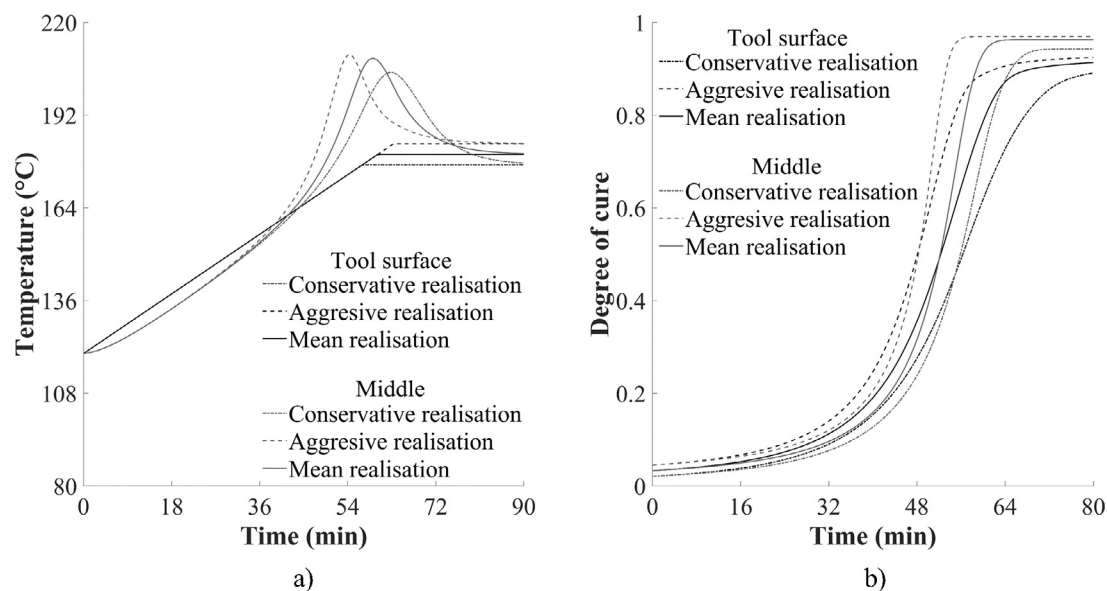 220
192
164
136
108
80
Temperature (°C)
Tool surface
Conservative realisation
Aggresive realisation
Mean realisation
Middle
Conservative realisation
Aggresive realisation
Mean realisation
0 18 36 54 72 90
Time (min)
a)
1
0.8
0.6
0.4
0.2
0
Degree of cure
Tool surface
Conservative realisation
Aggresive realisation
Mean realisation
Middle
Conservative realisation
Aggresive realisation
Mean realisation
0 16 32 48 64 80
Time (min)
b)